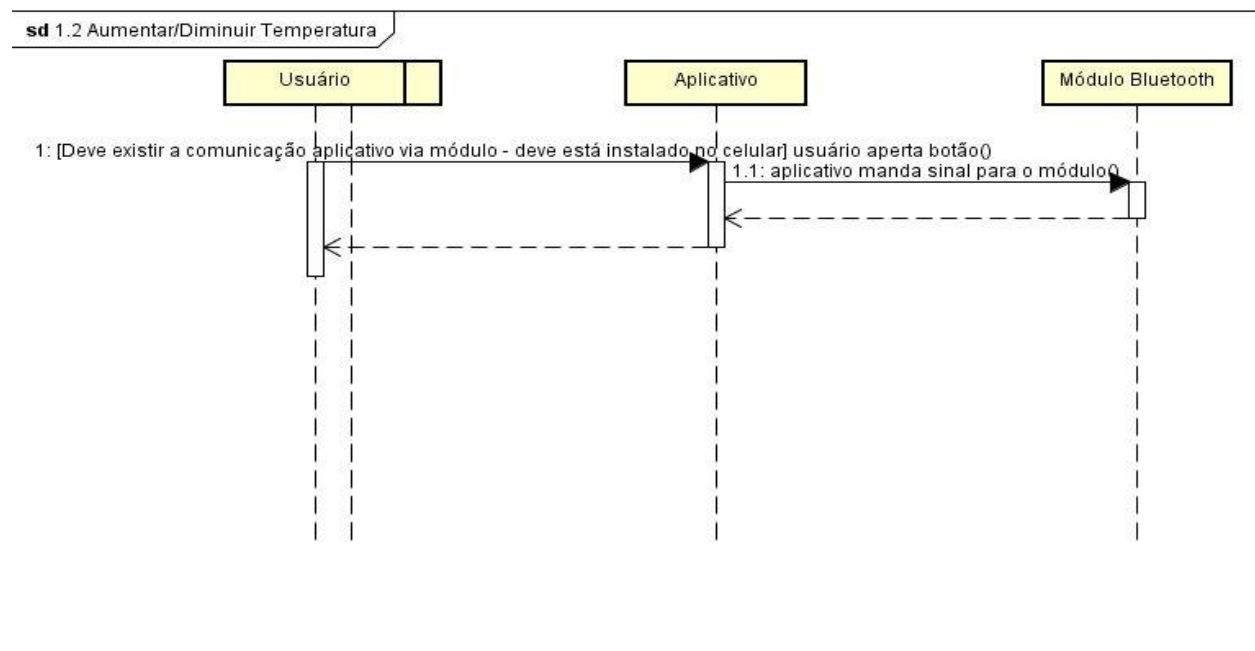 sd 1.2 Aumentar/Diminuir Temperatura
Usuário
Aplicativo
Módulo Bluetooth
1: [Deve existir a comunicação aplicativo via módulo - deve está instalado no celular] usuário aperta botão()
1.1: aplicativo manda sinal para o módulo()